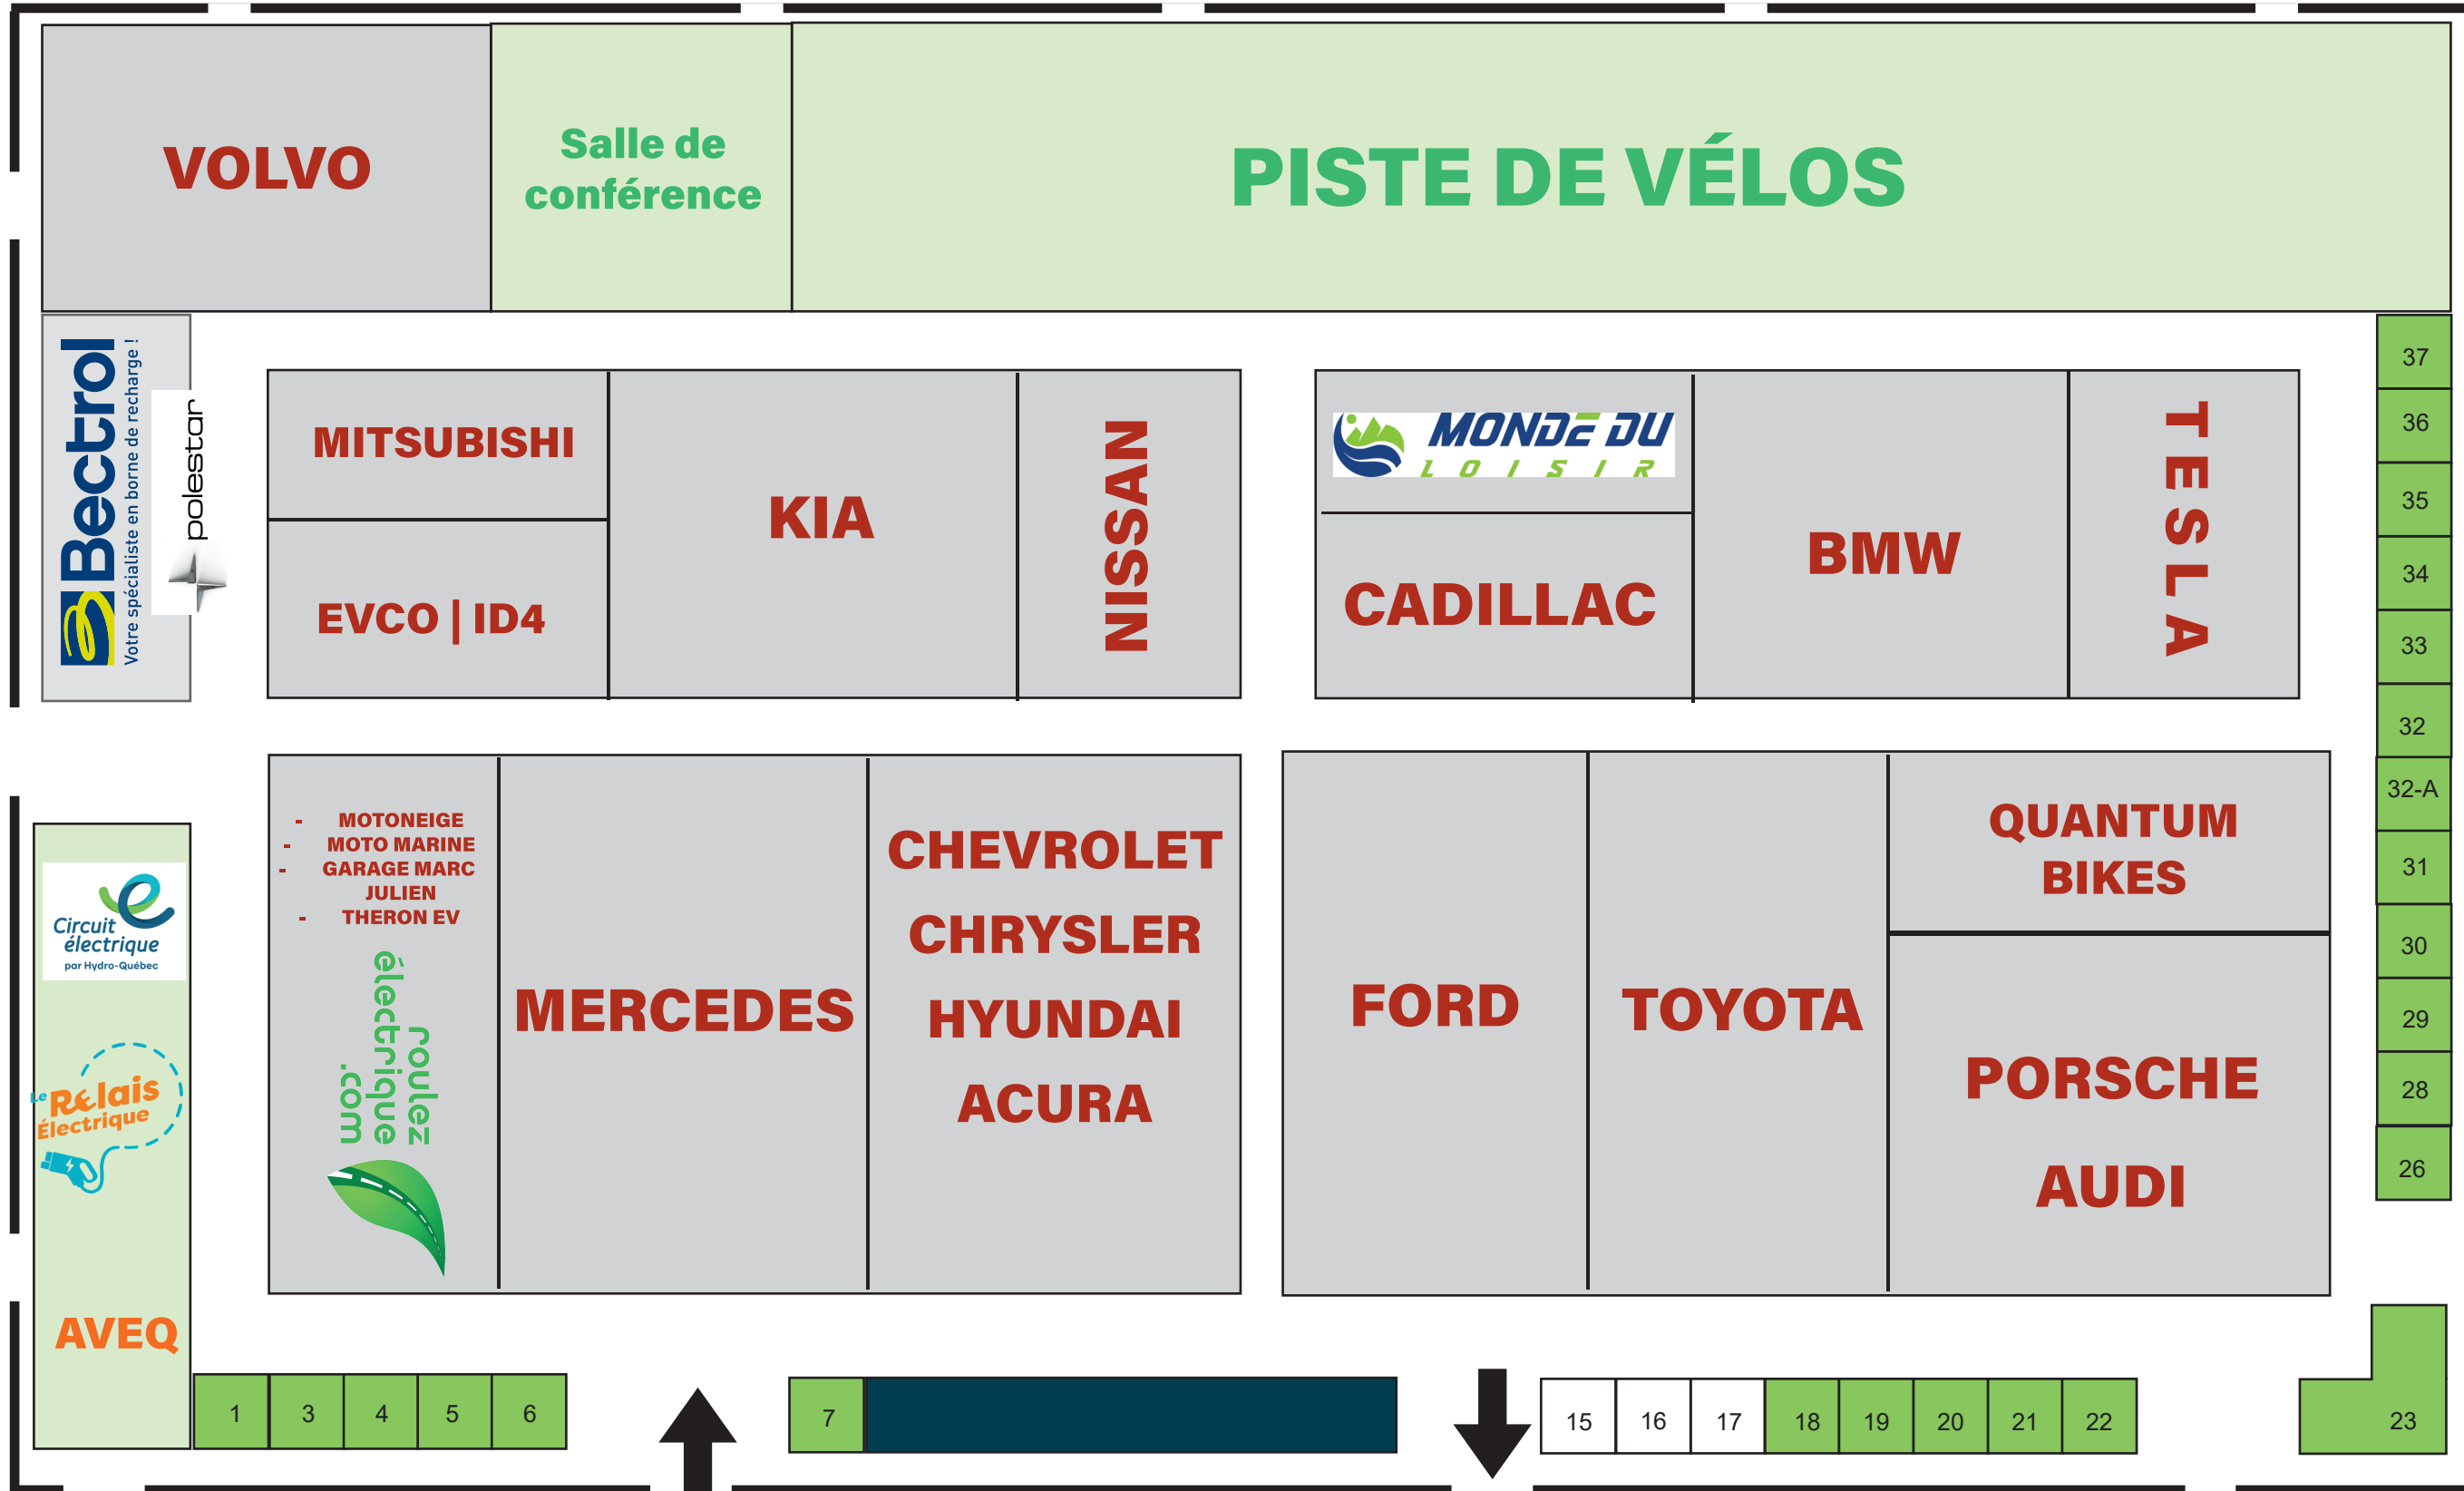 VOLVO
Salle de
conférence
PISTE DE VÉLOS
Bectrol
Votre spécialiste en borne de recharge !
polestar
MITSUBISHI
EVCO | ID4
KIA
NISSAN
MONDE DU
LOISIR
CADILLAC
BMW
TESLA
37
36
35
34
33
32
32-A
31
30
29
28
26
- MOTONEIGE
- MOTO MARINE
- GARAGE MARC
JULIEN
- THERON EV
roulez
électrique
.com
MERCEDES
CHEVROLET
CHRYSLER
HYUNDAI
ACURA
FORD
TOYOTA
QUANTUM
BIKES
PORSCHE
AUDI
Circuit
électrique
par Hydro-Québec
Le Relais
Électrique
AVEQ
1
3
4
5
6
7
15
16
17
18
19
20
21
22
23